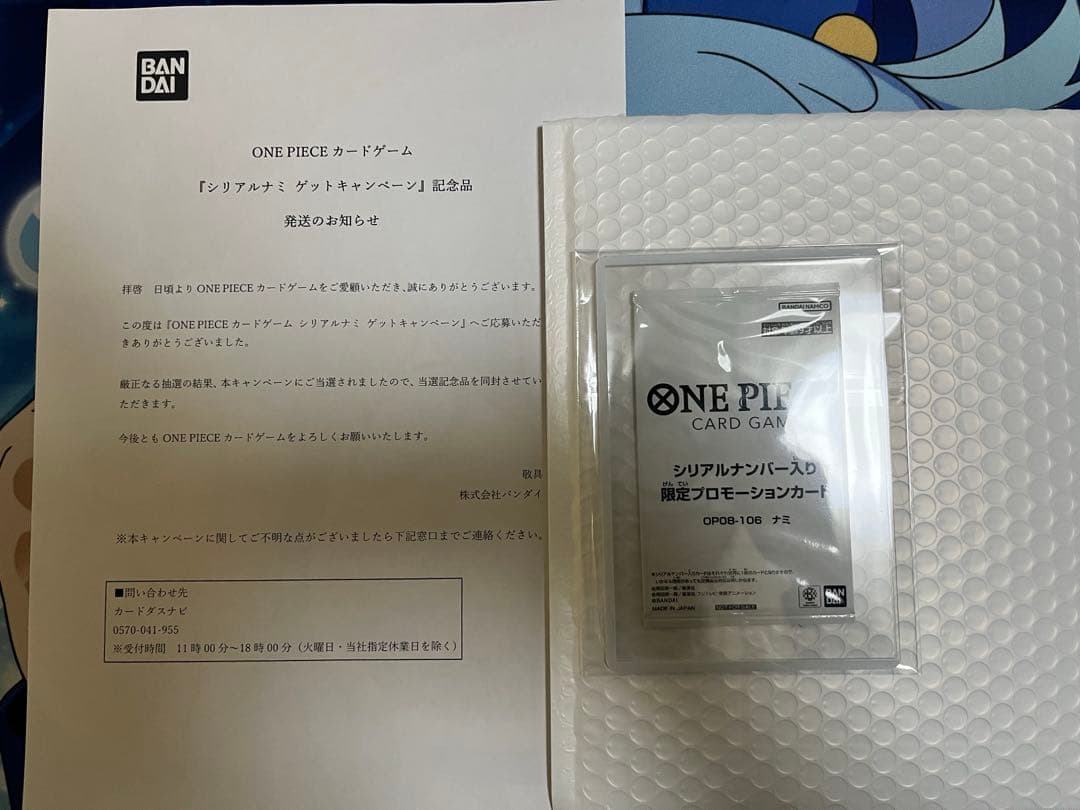 BAN
DAI
ONE PIECE カードゲーム
『シリアルナミ ゲットキャンペーン』記念品
発送のお知らせ
拝啓　日頃より ONE PIECE カードゲームをご愛顧いただき、誠にありがとうございます。
この度は『ONE PIECE カードゲーム シリアルナミ ゲットキャンペーン』へご応募いただ
きありがとうございました。
厳正なる抽選の結果、本キャンペーンにご当選されましたので、当選記念品を同封させてい
ただきます。
今後とも ONE PIECE カードゲームをよろしくお願いいたします。
敬具
株式会社バンダイ
※本キャンペーンに関してご不明な点がございましたら下記窓口までご連絡ください。
■問い合わせ先
カードダスナビ
0570-041-955
※受付時間　11 時 00 分～18 時 00 分（火曜日・当社指定休業日を除く）
BANDAI NAMCO
ONE PIE
CARD GAM
シリアルナンバー入り
げん てい
限定プロモーションカード
OP08-106 ナミ
©BANDAI
MADE IN JAPAN NOT FOR SALE
BAN
DAI